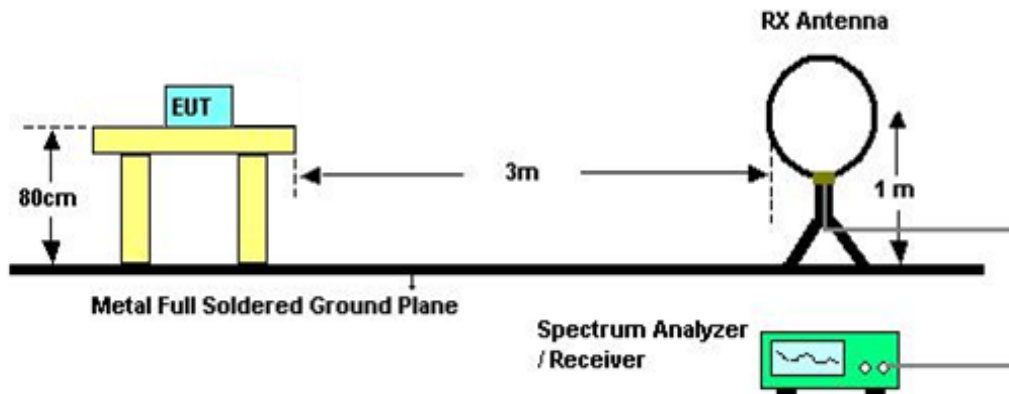 RX Antenna
EUT
80cm
3m
1 m
Metal Full Soldered Ground Plane
Spectrum Analyzer
/ Receiver